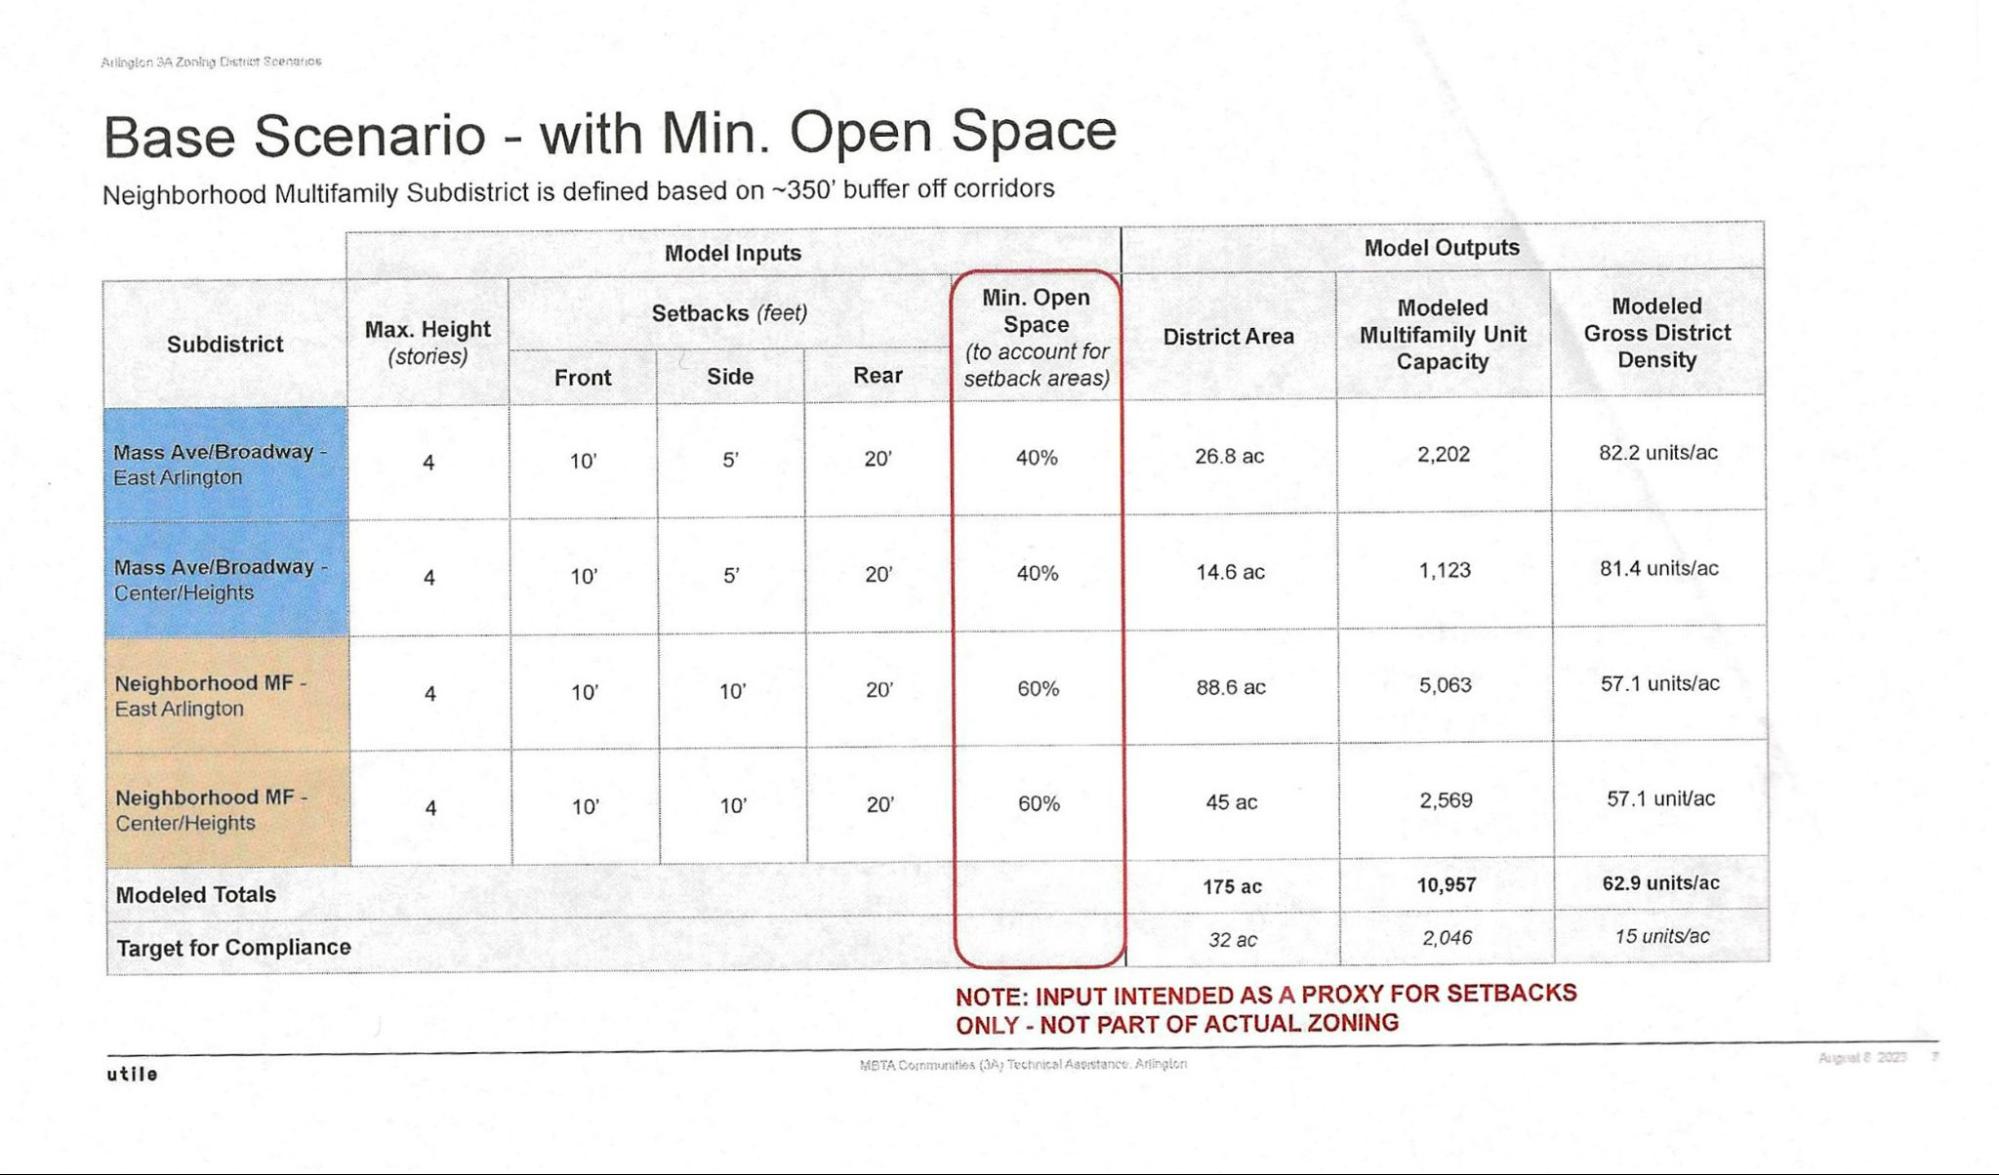 Arlington 3A Zoning District Scenarios
Base Scenario - with Min. Open Space
Neighborhood Multifamily Subdistrict is defined based on ~350' buffer off corridors
Model Inputs
Model Outputs
Subdistrict
Max. Height
(stories)
Setbacks (feet)
Front
Side
Rear
Min. Open
Space
(to account for
setback areas)
District Area
Modeled
Multifamily Unit
Capacity
Modeled
Gross District
Density
Mass Ave/Broadway -
East Arlington
4
10'
5'
20'
40%
26.8 ac
2,202
82.2 units/ac
Mass Ave/Broadway -
Center/Heights
4
10'
5'
20'
40%
14.6 ac
1,123
81.4 units/ac
Neighborhood MF -
East Arlington
4
10'
10'
20'
60%
88.6 ac
5,063
57.1 units/ac
Neighborhood MF -
Center/Heights
4
10'
10'
20'
60%
45 ac
2,569
57.1 unit/ac
Modeled Totals
175 ac
10,957
62.9 units/ac
Target for Compliance
32 ac
2,046
15 units/ac
NOTE: INPUT INTENDED AS A PROXY FOR SETBACKS
ONLY - NOT PART OF ACTUAL ZONING
utile
MBTA Communities (3A) Technical Assistance, Arlington
August 8 2023
7